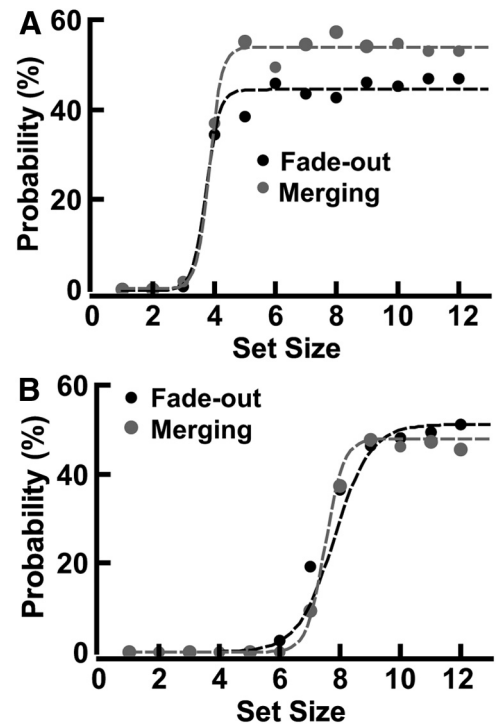 A
Probability (%)
60
40
20
0
Fade-out
Merging
0 2 4 6 8 10 12
Set Size
B
Probability (%)
60
40
20
0
Fade-out
Merging
0 2 4 6 8 10 12
Set Size